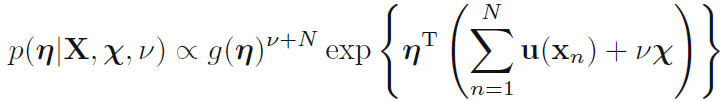 p(𝛈|𝐗, 𝛘, ν) ∝ g(𝛈)^{ν+N} exp { 𝛈^T ( ∑_{n=1}^{N} 𝐮(𝐱_n) + ν𝛘 ) }